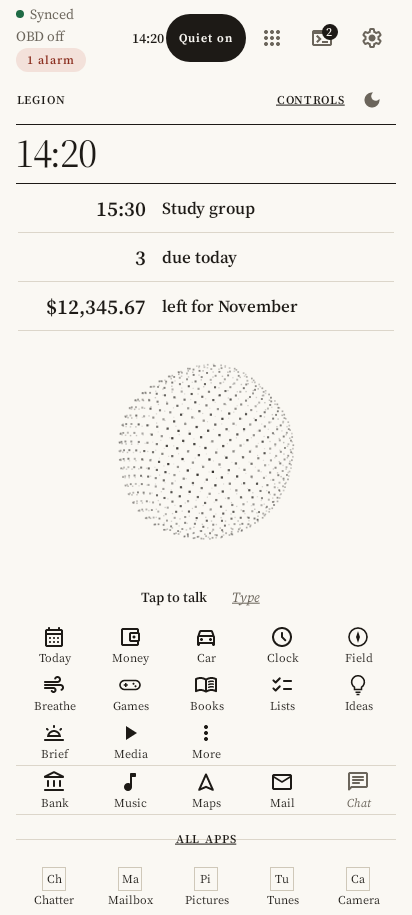 Synced
OBD off
1 alarm
14:20
Quiet on
2
LEGION
CONTROLS
14:20
15:30 Study group
3 due today
$12,345.67 left for November
Tap to talk Type
Today Money Car Clock Field
Breathe Games Books Lists Ideas
Brief Media More
Bank Music Maps Mail Chat
ALL APPS
Ch Ma Pi Tu Ca
Chatter Mailbox Pictures Tunes Camera